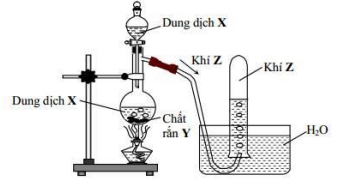 Dung dịch X
Khí Z
Khí Z
Dung dịch X
Chất
rắn Y
H₂O